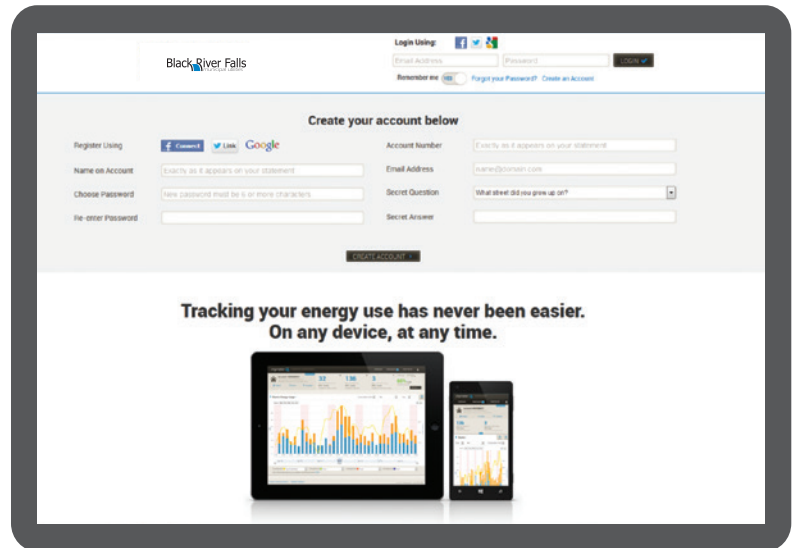 Black River Falls
Login Using:
Email Address
Password
LOGIN
Remember me YES Forgot your Password? Create an Account
Create your account below
Register Using
Connect
Link
Google
Name on Account
Exactly as it appears on your statement
Choose Password
New password must be 6 or more characters
Re-enter Password
Account Number
Exactly as it appears on your statement
Email Address
name@domain.com
Secret Question
What street did you grow up on?
Secret Answer
CREATE ACCOUNT
Tracking your energy use has never been easier.
On any device, at any time.